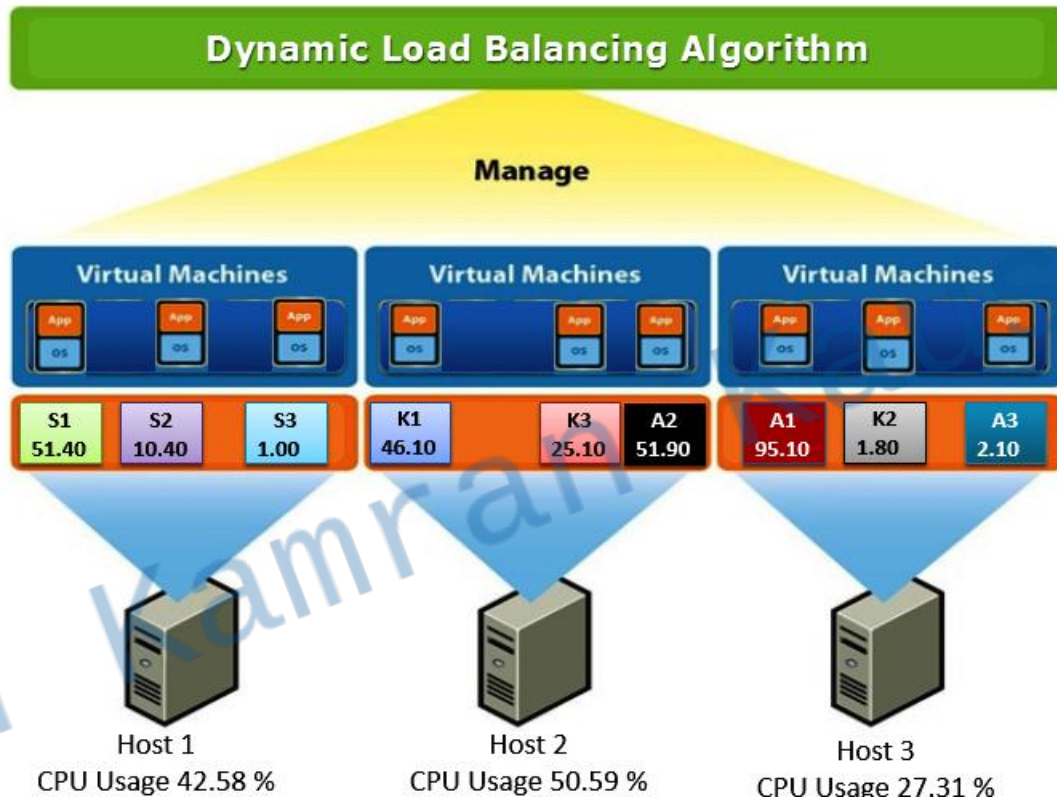 Dynamic Load Balancing Algorithm
Manage
Virtual Machines
App
OS
App
OS
App
OS
Virtual Machines
App
OS
App
OS
App
OS
Virtual Machines
App
OS
App
OS
App
OS
S1
51.40
S2
10.40
S3
1.00
K1
46.10
K3
25.10
A2
51.90
A1
95.10
K2
1.80
A3
2.10
Kamran
Host 1
CPU Usage 42.58 %
Host 2
CPU Usage 50.59 %
Host 3
CPU Usage 27.31 %